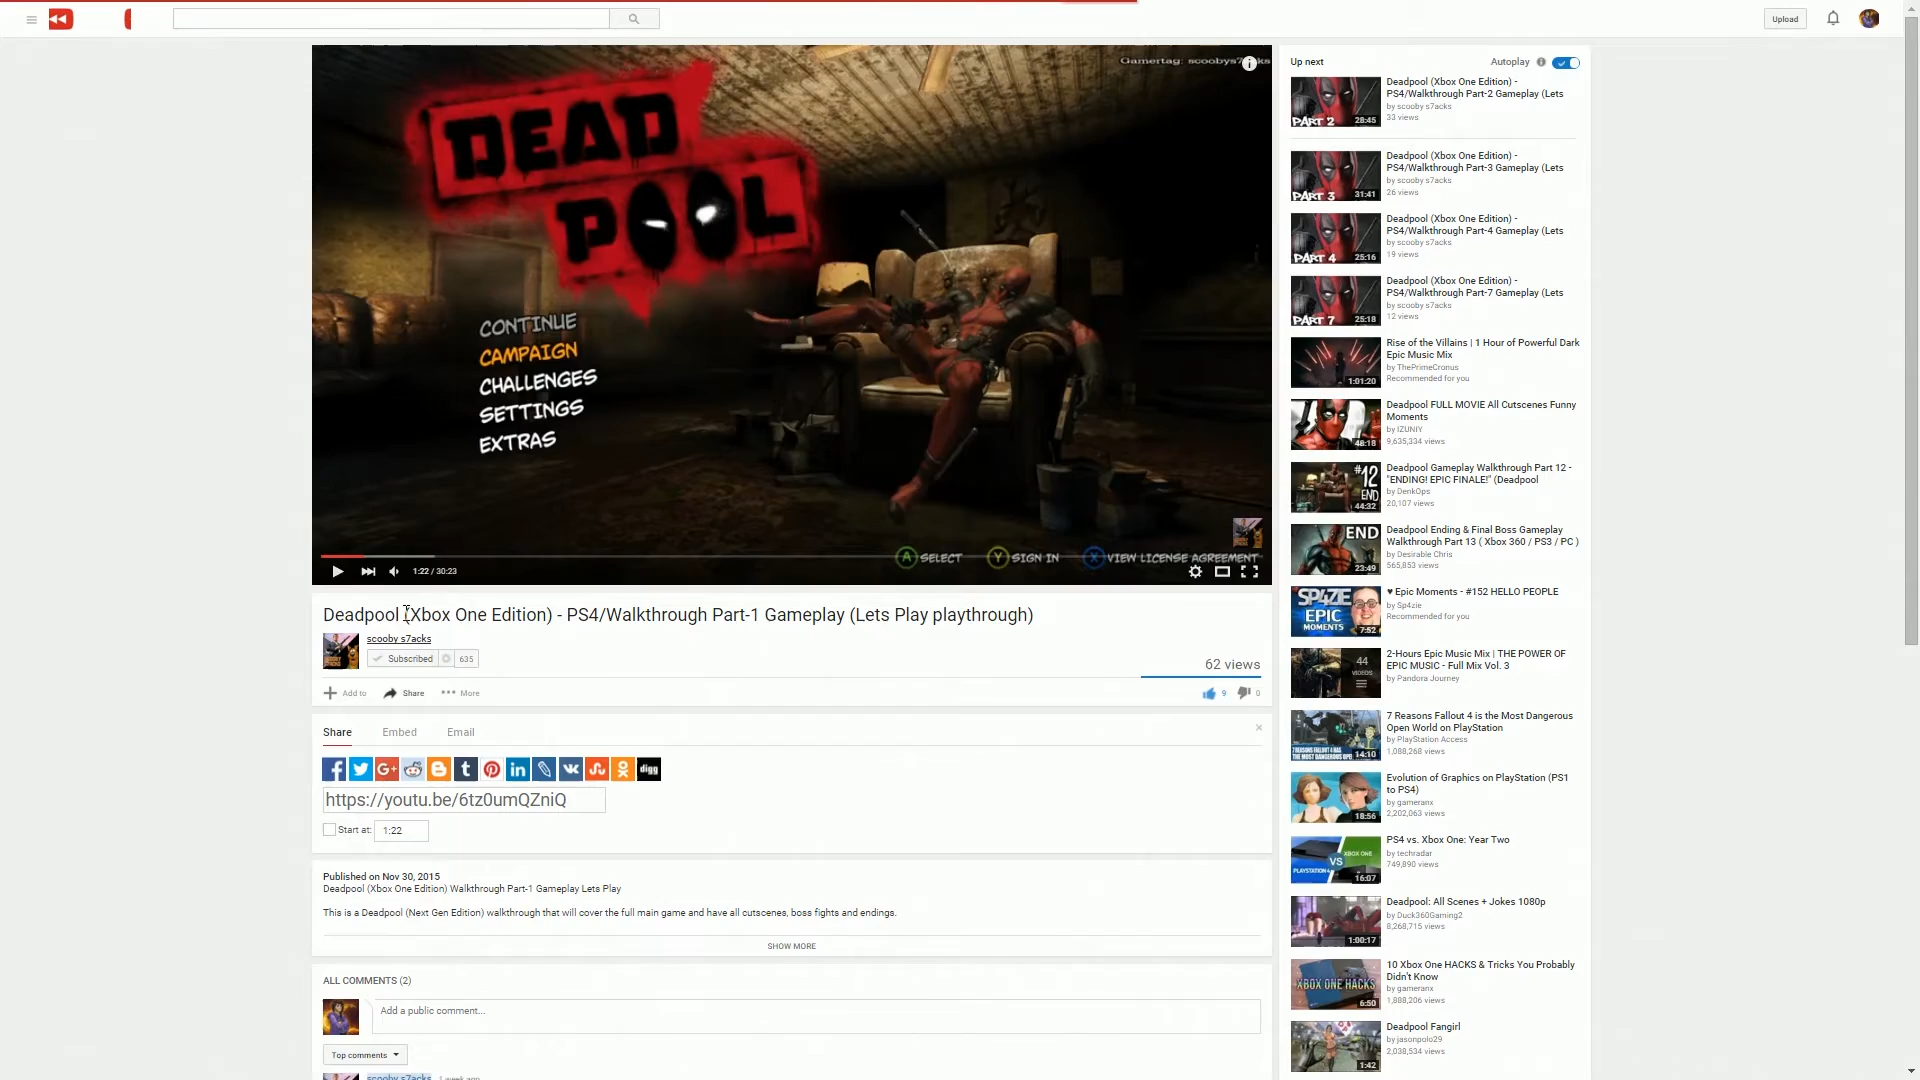 Upload
Gamertag: scoobys7
DEAD
POOL
CONTINUE
CAMPAIGN
CHALLENGES
SETTINGS
EXTRAS
A SELECT
Y SIGN IN
X VIEW LICENSE AGREEMENT
1:22 / 30:23
Deadpool (Xbox One Edition) - PS4/Walkthrough Part-1 Gameplay (Lets Play playthrough)
scooby s7acks
Subscribed 635
62 views
Add to
Share
More
9
0
Share
Embed
Email
G+
digg
https://youtu.be/6tz0umQZniQ
Start at: 1:22
Published on Nov 30, 2015
Deadpool (Xbox One Edition) Walkthrough Part-1 Gameplay Lets Play
This is a Deadpool (Next Gen Edition) walkthrough that will cover the full main game and have all cutscenes, boss fights and endings.
SHOW MORE
ALL COMMENTS (2)
Add a public comment...
Top comments
scooby s7acks 1 week ago
Up next
Autoplay
PART 2
28:45
Deadpool (Xbox One Edition) -
PS4/Walkthrough Part-2 Gameplay (Lets
by scooby s7acks
33 views
PART 3
31:41
Deadpool (Xbox One Edition) -
PS4/Walkthrough Part-3 Gameplay (Lets
by scooby s7acks
26 views
PART 4
25:16
Deadpool (Xbox One Edition) -
PS4/Walkthrough Part-4 Gameplay (Lets
by scooby s7acks
19 views
PART 7
25:18
Deadpool (Xbox One Edition) -
PS4/Walkthrough Part-7 Gameplay (Lets
by scooby s7acks
12 views
1:01:20
Rise of the Villains | 1 Hour of Powerful Dark
Epic Music Mix
by ThePrimeCronus
Recommended for you
48:18
Deadpool FULL MOVIE All Cutscenes Funny
Moments
by IZUNIY
9,635,334 views
#12
END
44:32
Deadpool Gameplay Walkthrough Part 12 -
"ENDING! EPIC FINALE!" (Deadpool
by DenkOps
20,107 views
END
23:49
Deadpool Ending & Final Boss Gameplay
Walkthrough Part 13 ( Xbox 360 / PS3 / PC )
by Desirable Chris
565,853 views
SP4ZIE
EPIC
MOMENTS
7:52
♥ Epic Moments - #152 HELLO PEOPLE
by Sp4zie
Recommended for you
44
VIDEOS
2-Hours Epic Music Mix | THE POWER OF
EPIC MUSIC - Full Mix Vol. 3
by Pandora Journey
7 REASONS FALLOUT 4 HAS
THE MOST DANGEROUS
14:10
7 Reasons Fallout 4 is the Most Dangerous
Open World on PlayStation
by PlayStation Access
1,088,268 views
18:56
Evolution of Graphics on PlayStation (PS1
to PS4)
by gameranx
2,202,063 views
PLAYSTATION 4
VS
XBOX ONE
16:07
PS4 vs. Xbox One: Year Two
by techradar
749,890 views
1:00:17
Deadpool: All Scenes + Jokes 1080p
by Duck360Gaming2
8,268,715 views
XBOX ONE HACKS
6:50
10 Xbox One HACKS & Tricks You Probably
Didn't Know
by gameranx
1,888,206 views
1:42
Deadpool Fangirl
by jasonpolo29
2,038,534 views